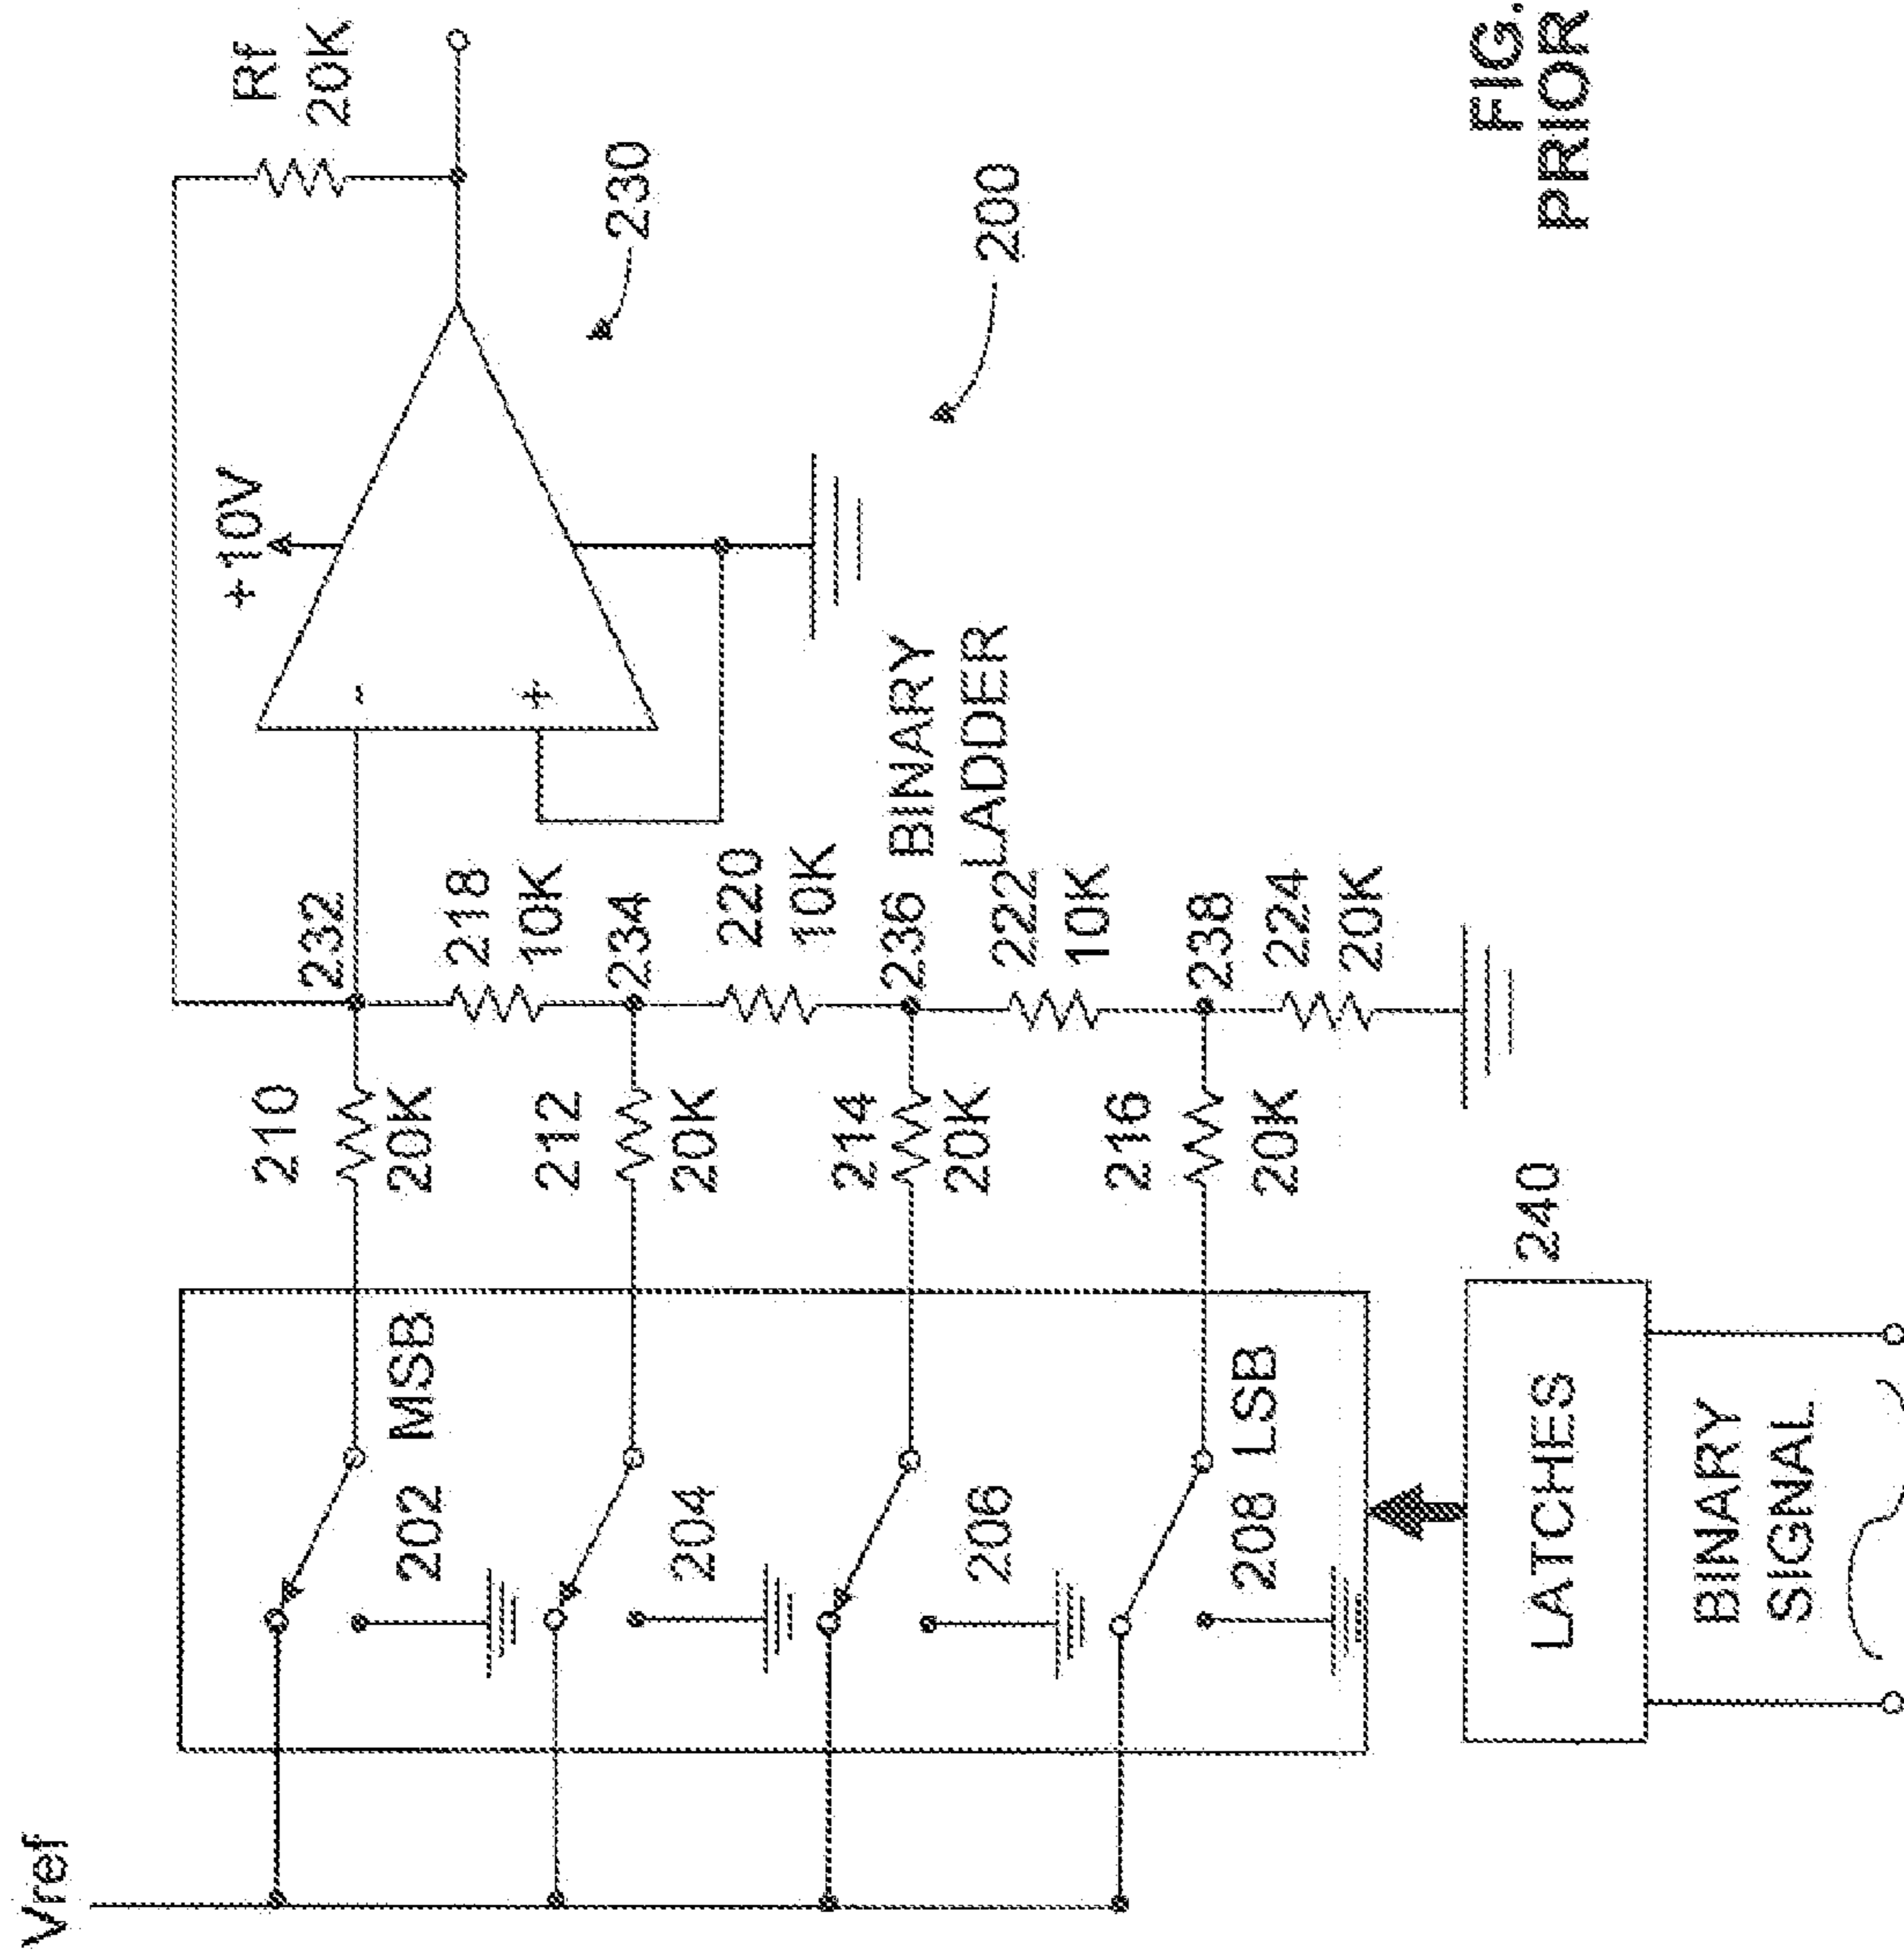 Vref
MSB
202
204
206
208 LSB
210
20K
212
20K
214
20K
216
20K
232
218
10K
234
220
10K
236
222
10K
238
224
20K
BINARY
LADDER
-
+
+10V
Rf
20K
230
200
LATCHES
240
BINARY
SIGNAL
FIG.
PRIOR